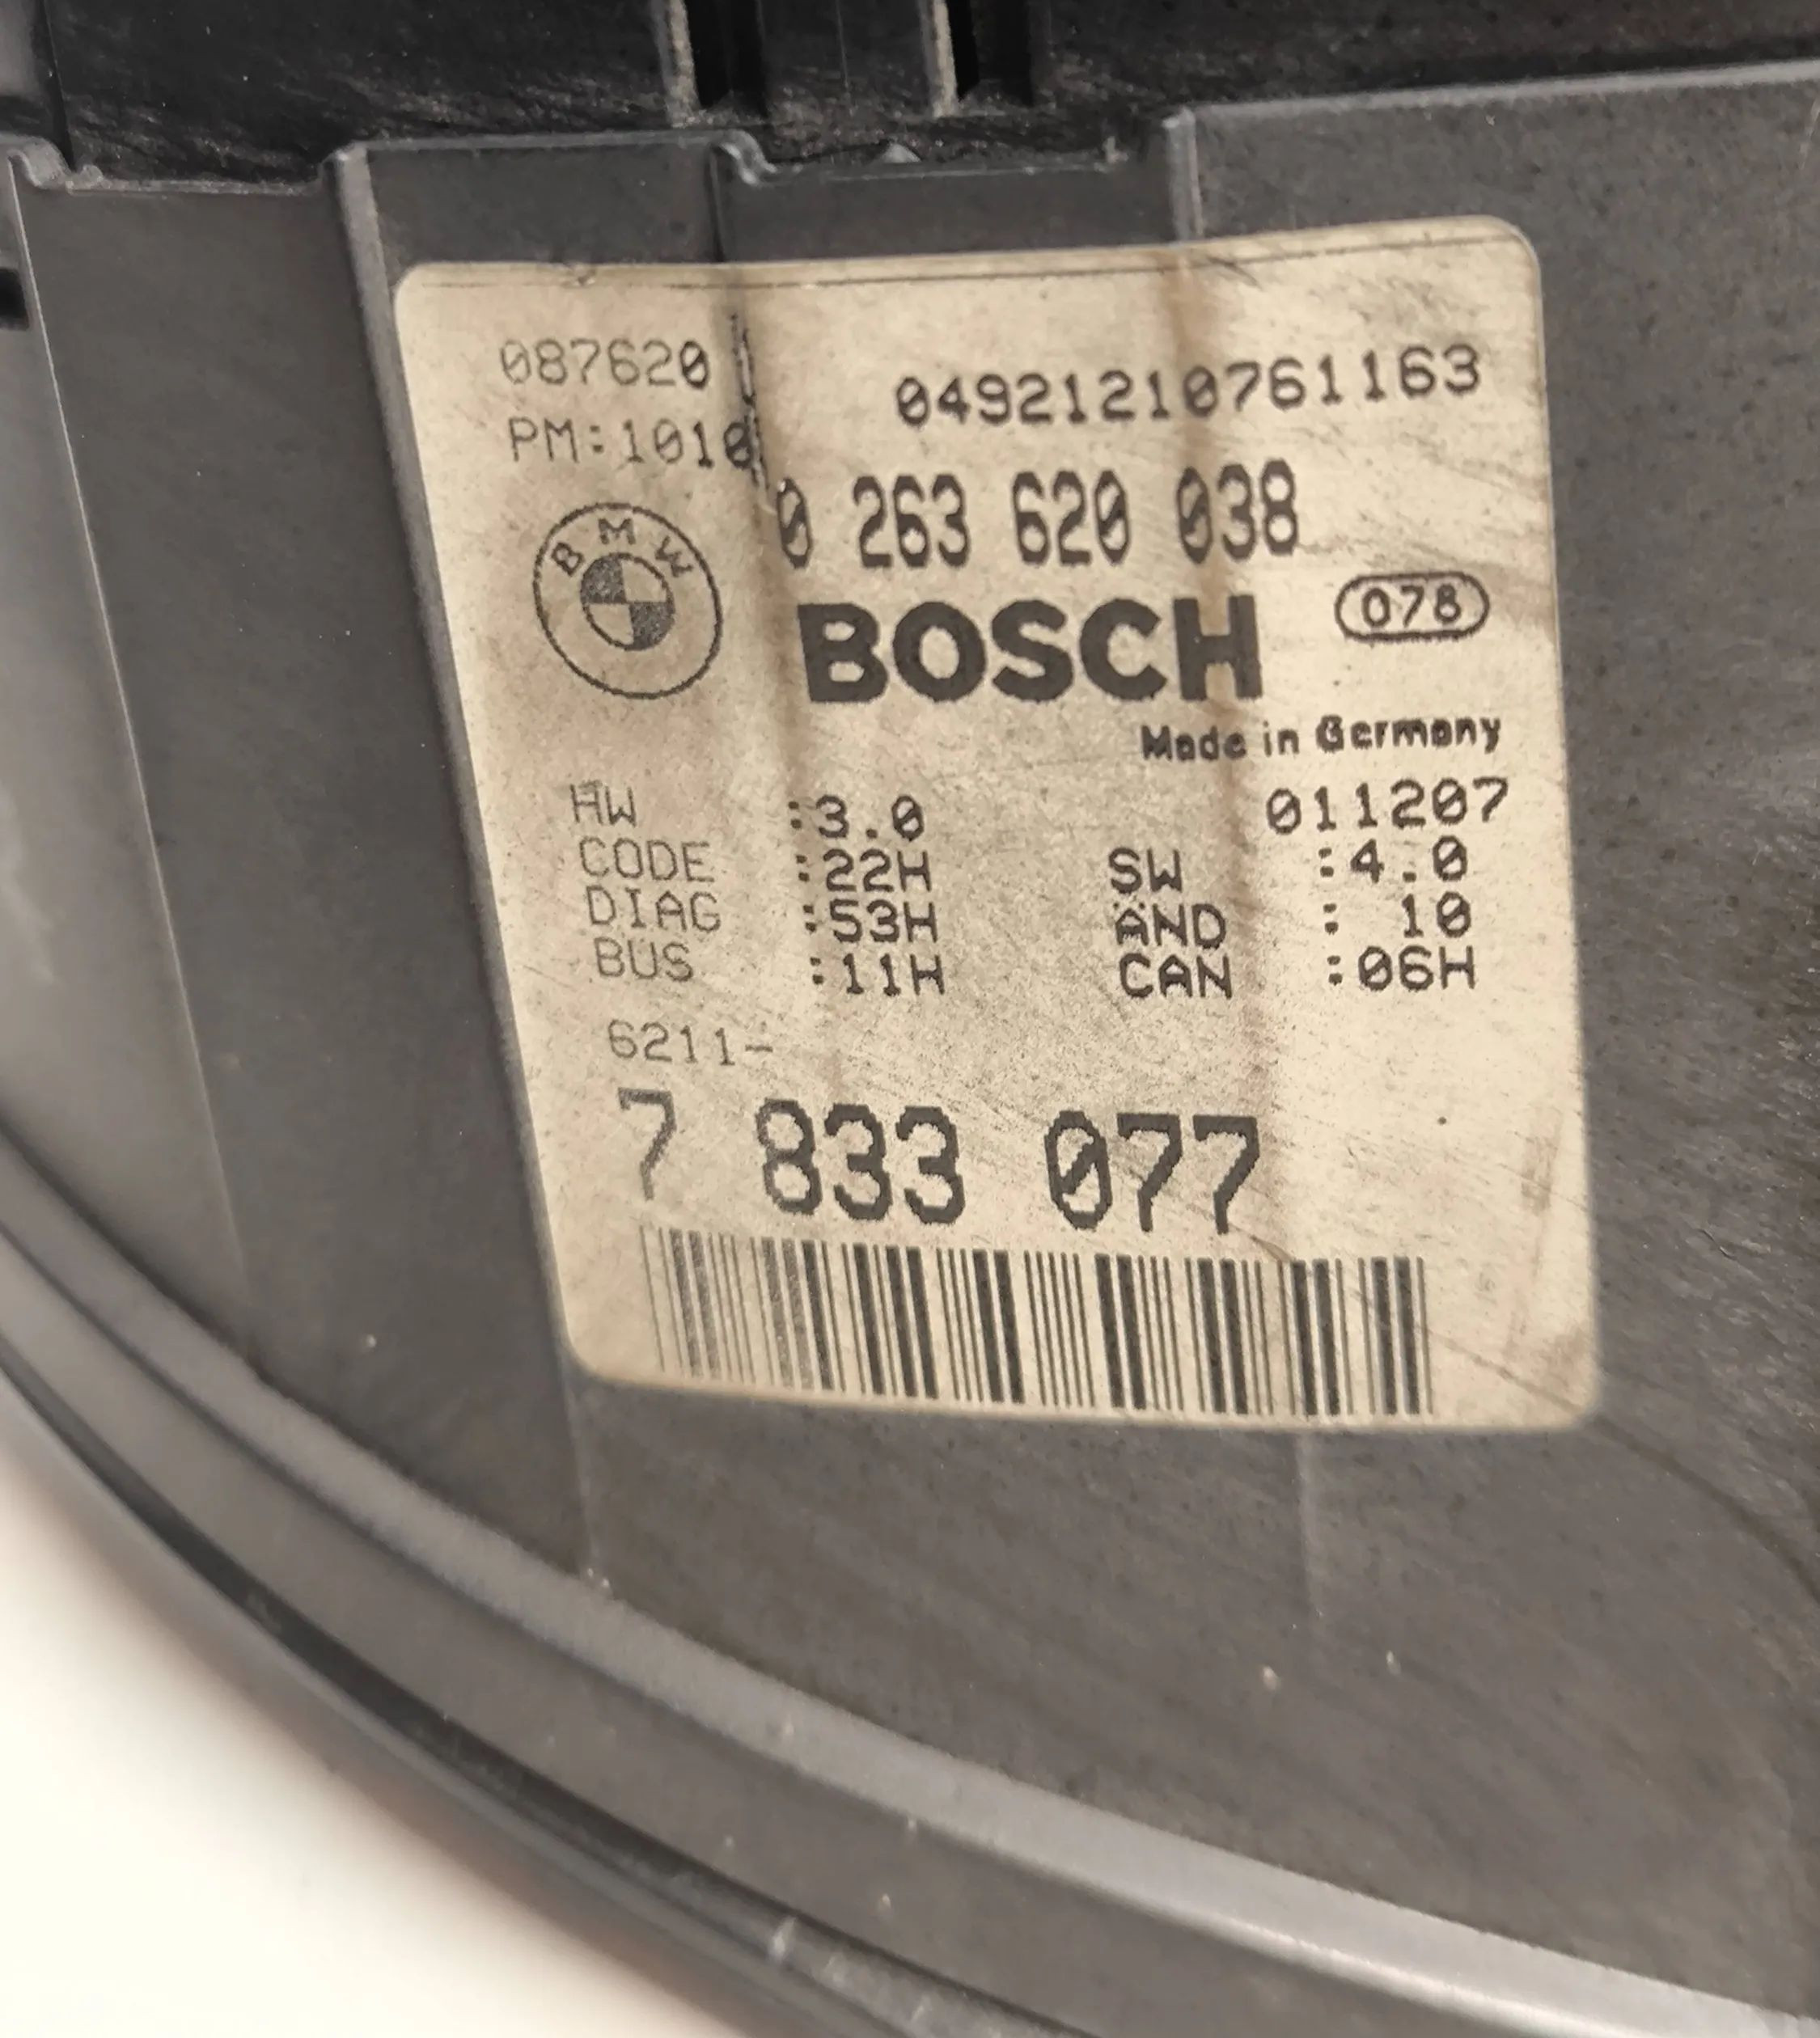 087620
04921210761163
PM:1010
0 263 620 038
BMW
BOSCH
078
Made in Germany
HW :3.0 011207
CODE :22H SW :4.0
DIAG :53H AND : 10
BUS :11H CAN :06H
6211-
7 833 077